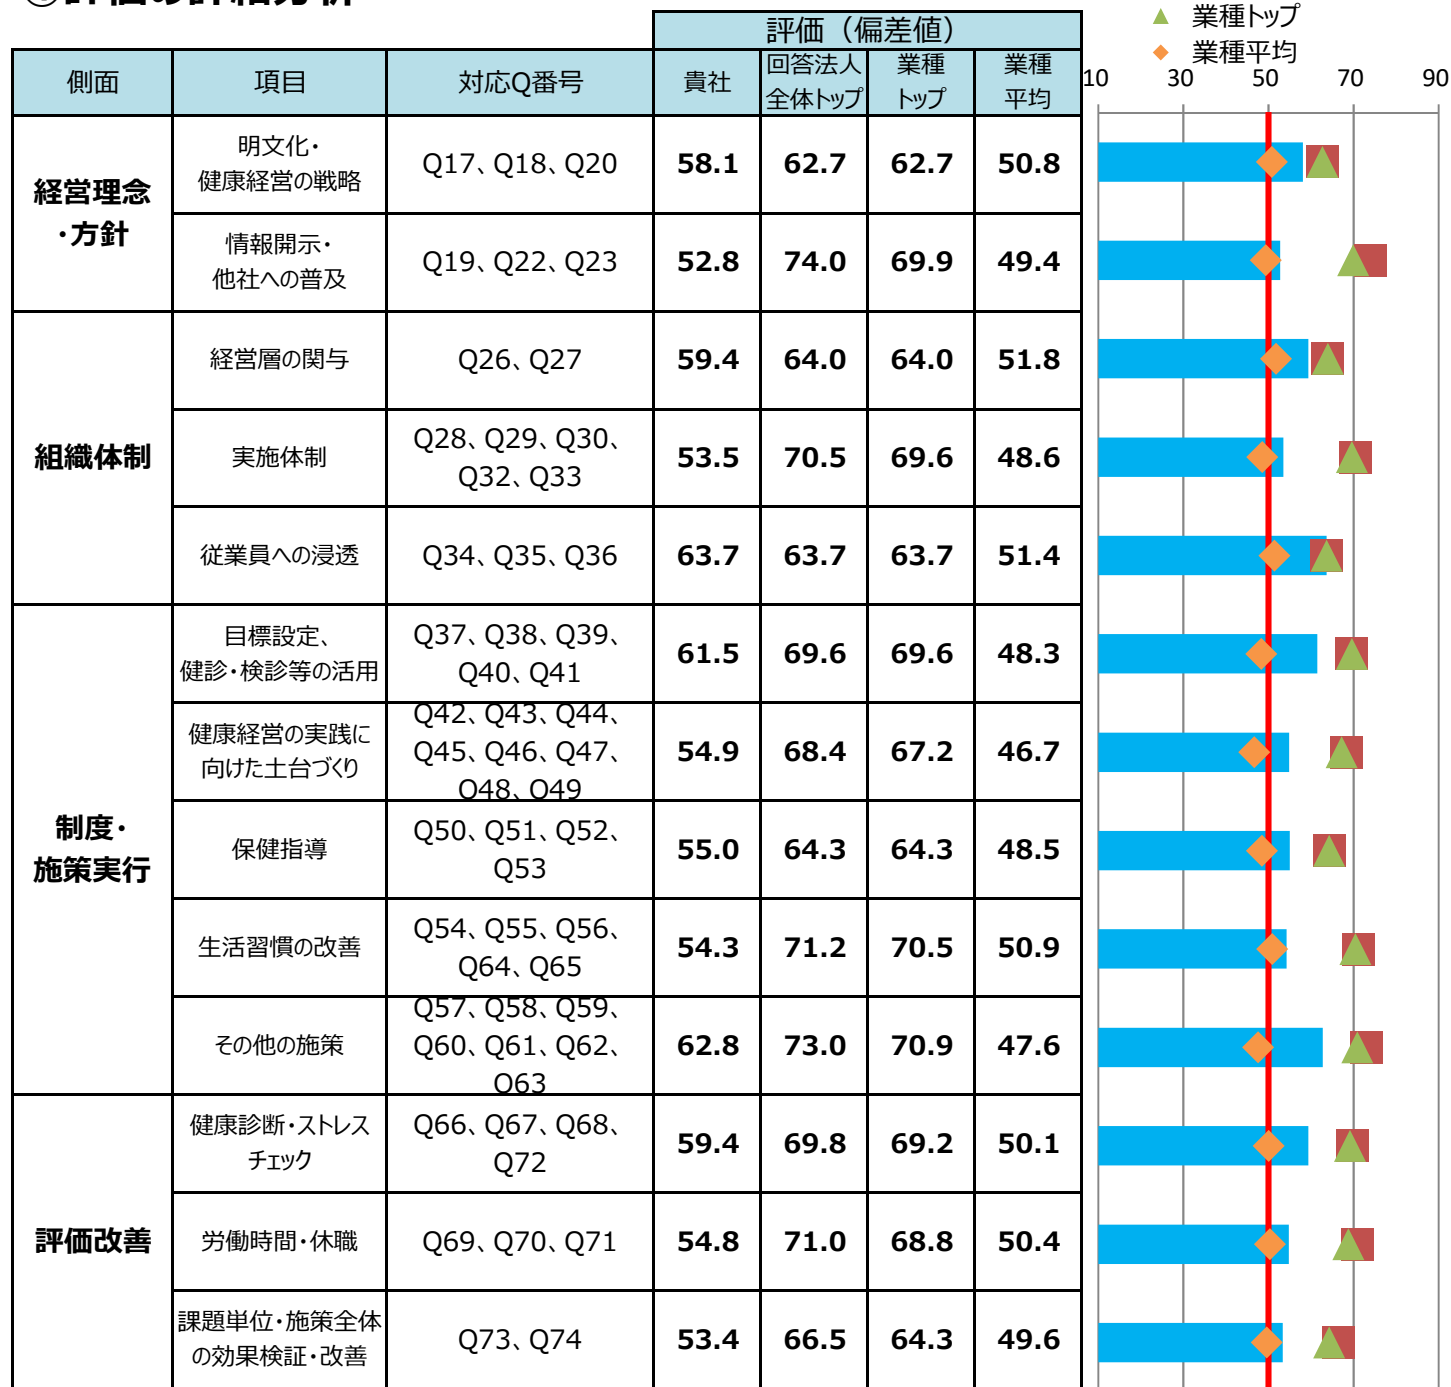 評価（偏差値）
▲ 業種トップ
◆ 業種平均
側面 項目 対応Q番号 貴社 回答法人 業種 業種
全体トップ トップ 平均
10 30 50 70 90
経営理念
・方針
明文化・
健康経営の戦略
Q17、Q18、Q20 58.1 62.7 62.7 50.8
情報開示・
他社への普及
Q19、Q22、Q23 52.8 74.0 69.9 49.4
組織体制
経営層の関与 Q26、Q27 59.4 64.0 64.0 51.8
実施体制
Q28、Q29、Q30、
Q32、Q33
53.5 70.5 69.6 48.6
従業員への浸透 Q34、Q35、Q36 63.7 63.7 63.7 51.4
制度・
施策実行
目標設定、
健診・検診等の活用
Q37、Q38、Q39、
Q40、Q41
61.5 69.6 69.6 48.3
健康経営の実践に
向けた土台づくり
Q42、Q43、Q44、
Q45、Q46、Q47、
Q48、Q49
54.9 68.4 67.2 46.7
保健指導
Q50、Q51、Q52、
Q53
55.0 64.3 64.3 48.5
生活習慣の改善
Q54、Q55、Q56、
Q64、Q65
54.3 71.2 70.5 50.9
その他の施策
Q57、Q58、Q59、
Q60、Q61、Q62、
Q63
62.8 73.0 70.9 47.6
評価改善
健康診断・ストレス
チェック
Q66、Q67、Q68、
Q72
59.4 69.8 69.2 50.1
労働時間・休職 Q69、Q70、Q71 54.8 71.0 68.8 50.4
課題単位・施策全体
の効果検証・改善
Q73、Q74 53.4 66.5 64.3 49.6